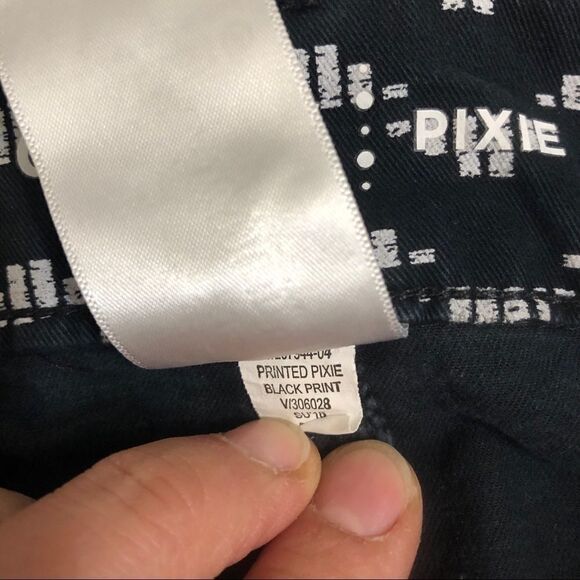 PIXIE
PRINTED PIXIE
BLACK PRINT
V/306028